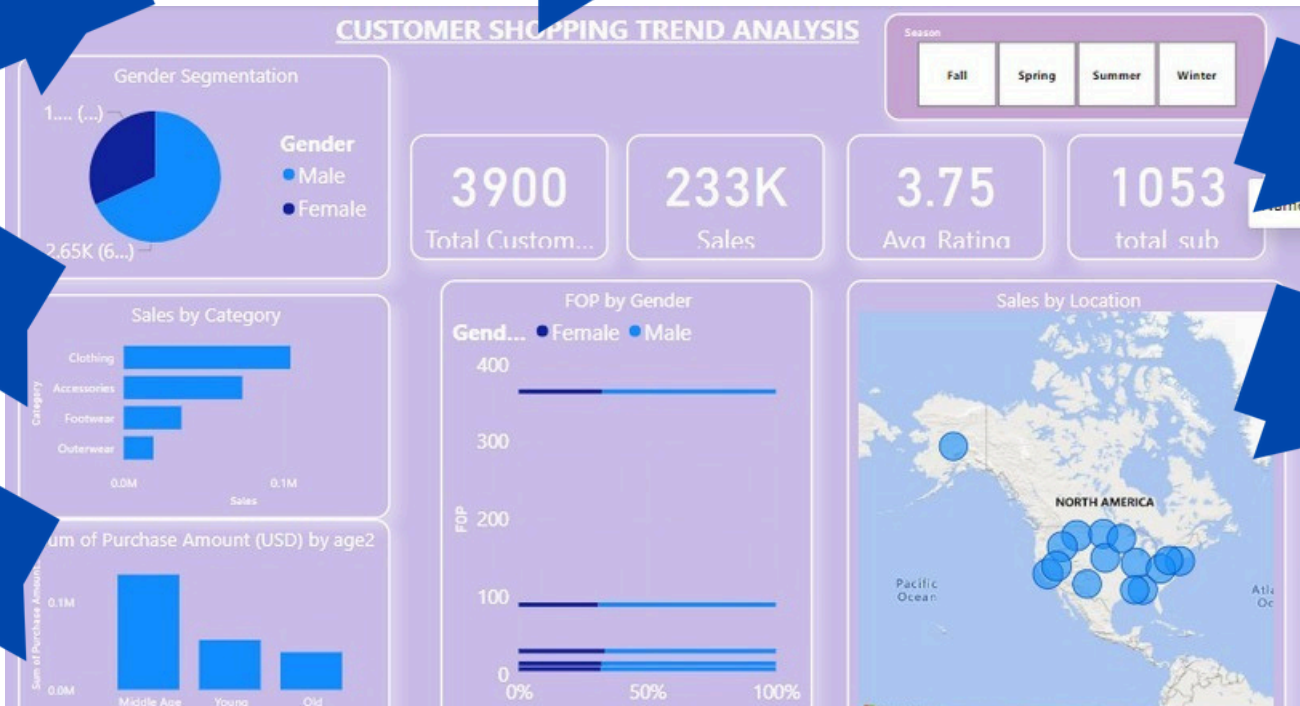 CUSTOMER SHOPPING TREND ANALYSIS
Season
Fall
Spring
Summer
Winter
Gender Segmentation
1.... (...)
2.65K (6...)
Gender
Male
Female
3900
Total Custom...
233K
Sales
3.75
Avg Rating
1053
total sub
Sales by Category
Category
Clothing
Accessories
Footwear
Outerwear
0.0M
0.1M
Sales
FOP by Gender
Gend...
Female
Male
FOP
400
300
200
100
0
0%
50%
100%
Sales by Location
NORTH AMERICA
Pacific
Ocean
of Purchase Amount (USD) by age2
Sum of Purchase Amount
0.1M
0.0M
Middle Age
Young
Old